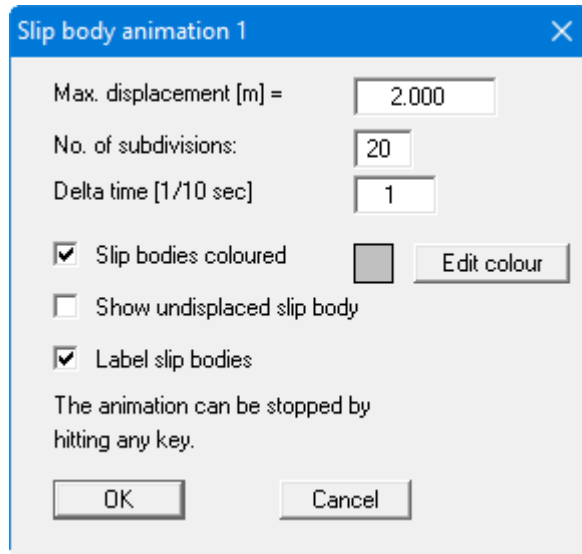 Slip body animation 1
Max. displacement [m] = 2.000
No. of subdivisions: 20
Delta time [1/10 sec] 1
Slip bodies coloured Edit colour
Show undisplaced slip body
Label slip bodies
The animation can be stopped by
hitting any key.
OK Cancel